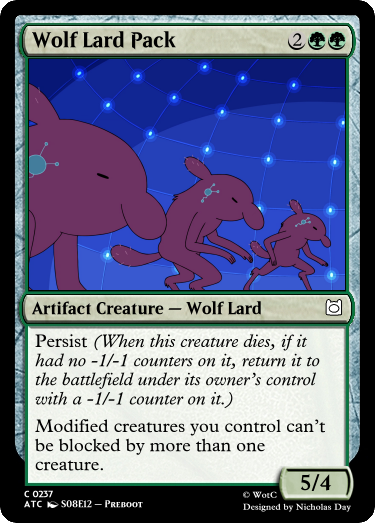 Wolf Lard Pack 2
Artifact Creature — Wolf Lard
Persist (When this creature dies, if it
had no -1/-1 counters on it, return it to
the battlefield under its owner's control
with a -1/-1 counter on it.)
Modified creatures you control can't
be blocked by more than one
creature.
5/4
C 0237
ATC S08E12 – Preboot
© WotC
Designed by Nicholas Day